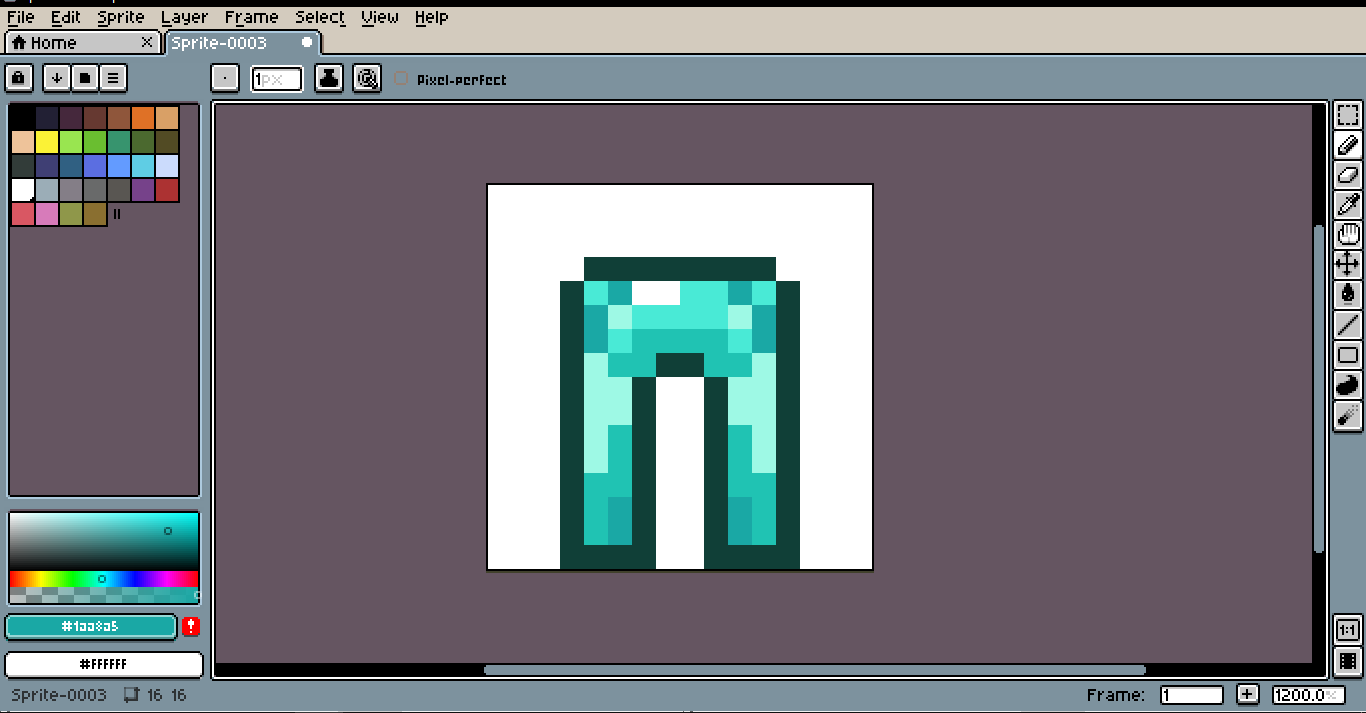 File Edit Sprite Layer Frame Select View Help
Home Sprite-0003
1px Pixel-perfect
#1aa8a5
#ffffff
1:1
Sprite-0003 16 16 Frame: 1 + 1200.0%